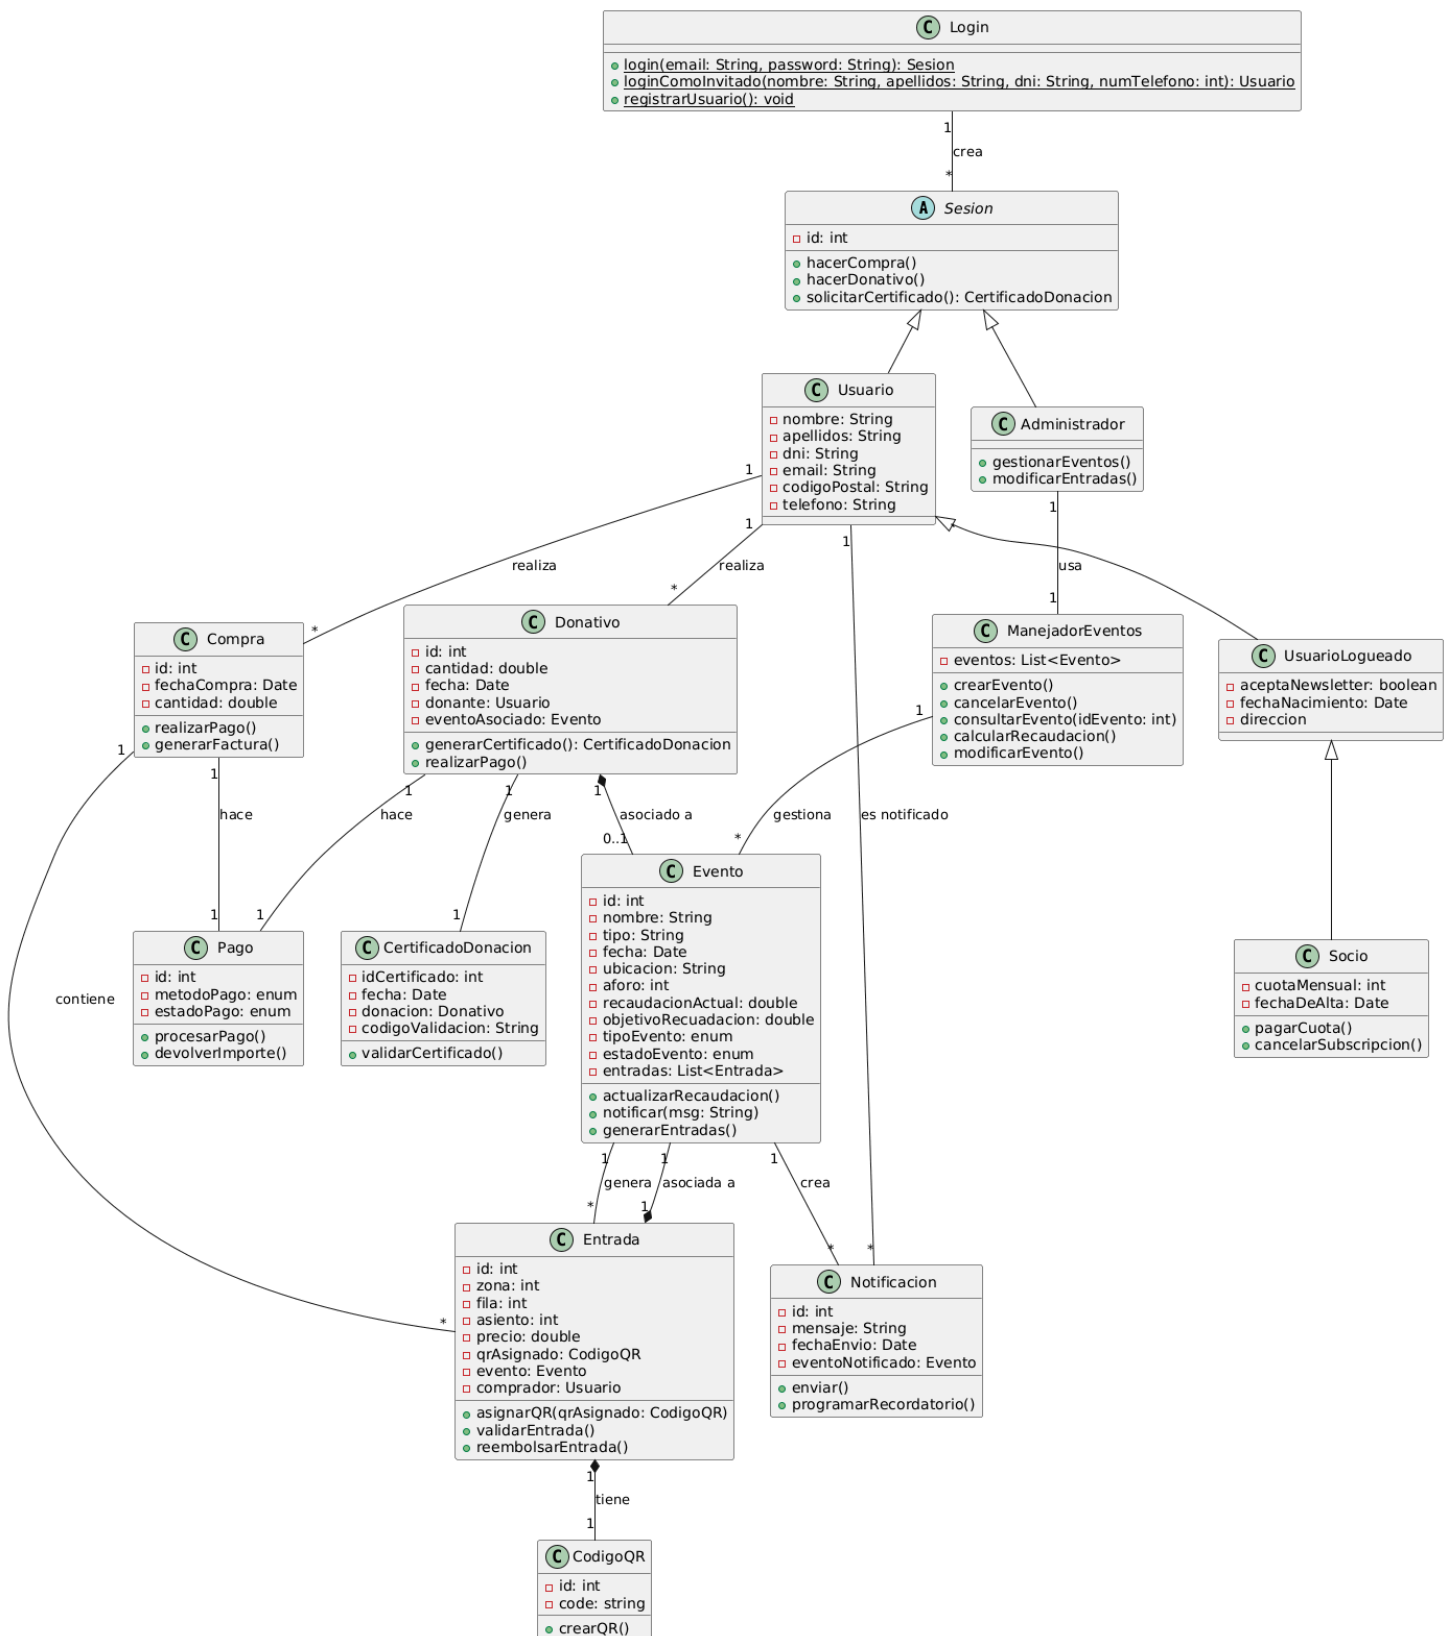 C Login
login(email: String, password: String): Sesion
loginComoInvitado(nombre: String, apellidos: String, dni: String, numTelefono: int): Usuario
registrarUsuario(): void
1
crea
*
A Sesion
id: int
hacerCompra()
hacerDonativo()
solicitarCertificado(): CertificadoDonacion
C Usuario
nombre: String
apellidos: String
dni: String
email: String
codigoPostal: String
telefono: String
C Administrador
gestionarEventos()
modificarEntradas()
1
realiza
*
1
realiza
*
1
es notificado
*
1
usa
1
*
C Compra
id: int
fechaCompra: Date
cantidad: double
realizarPago()
generarFactura()
C Donativo
id: int
cantidad: double
fecha: Date
donante: Usuario
eventoAsociado: Evento
generarCertificado(): CertificadoDonacion
realizarPago()
C ManejadorEventos
eventos: List<Evento>
crearEvento()
cancelarEvento()
consultarEvento(idEvento: int)
calcularRecaudacion()
modificarEvento()
C UsuarioLogueado
aceptaNewsletter: boolean
fechaNacimiento: Date
direccion
1
contiene
*
1
hace
1
1
hace
1
1
genera
1
1
asociado a
0..1
1
gestiona
*
C Pago
id: int
metodoPago: enum
estadoPago: enum
procesarPago()
devolverImporte()
C CertificadoDonacion
idCertificado: int
fecha: Date
donacion: Donativo
codigoValidacion: String
validarCertificado()
C Evento
id: int
nombre: String
tipo: String
fecha: Date
ubicacion: String
aforo: int
recaudacionActual: double
objetivoRecuadacion: double
tipoEvento: enum
estadoEvento: enum
entradas: List<Entrada>
actualizarRecaudacion()
notificar(msg: String)
generarEntradas()
C Socio
cuotaMensual: int
fechaDeAlta: Date
pagarCuota()
cancelarSubscripcion()
1
genera
*
1
asociada a
1
1
crea
*
C Entrada
id: int
zona: int
fila: int
asiento: int
precio: double
qrAsignado: CodigoQR
evento: Evento
comprador: Usuario
asignarQR(qrAsignado: CodigoQR)
validarEntrada()
reembolsarEntrada()
C Notificacion
id: int
mensaje: String
fechaEnvio: Date
eventoNotificado: Evento
enviar()
programarRecordatorio()
1
tiene
1
C CodigoQR
id: int
code: string
crearQR()